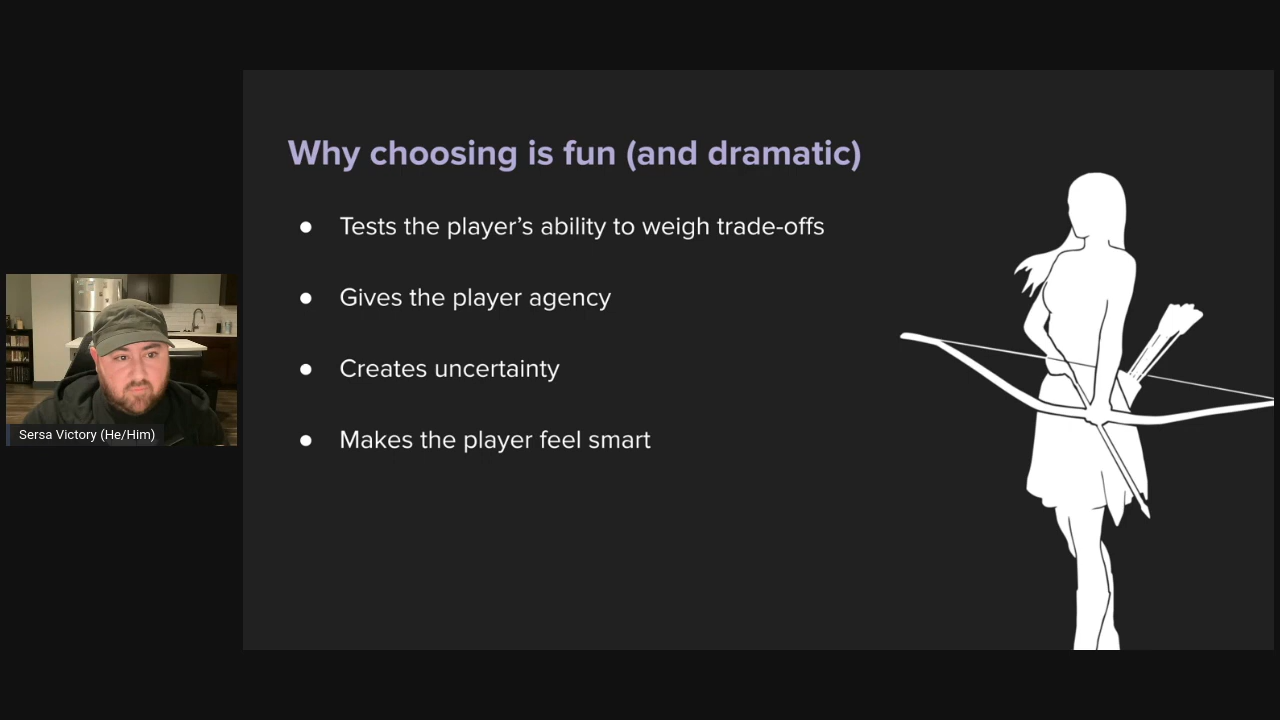 Why choosing is fun (and dramatic)
● Tests the player’s ability to weigh trade-offs
● Gives the player agency
● Creates uncertainty
● Makes the player feel smart
Sersa Victory (He/Him)